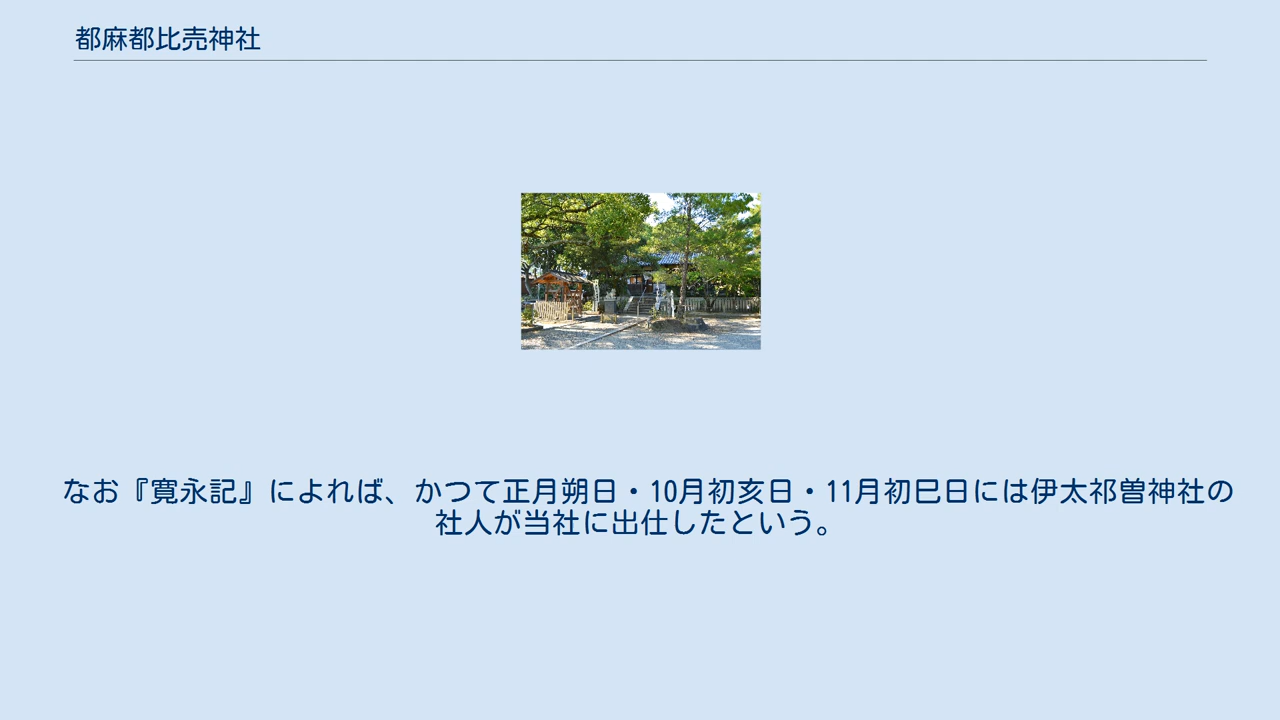 都麻都比売神社
なお『寛永記』によれば、かつて正月朔日・10月初亥日・11月初巳日には伊太祁曽神社の
社人が当社に出仕したという。